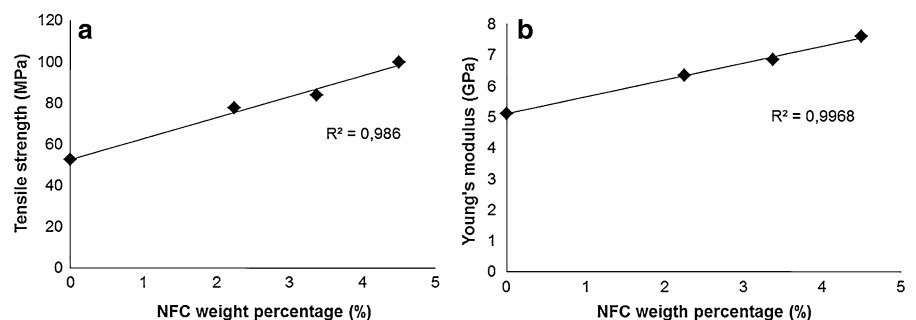 a
120
100
80
60
40
20
0
Tensile strength (MPa)
R² = 0,986
0 1 2 3 4 5
NFC weight percentage (%)
b
8
7
6
5
4
3
2
1
0
Young's modulus (GPa)
R² = 0,9968
0 1 2 3 4 5
NFC weigth percentage (%)